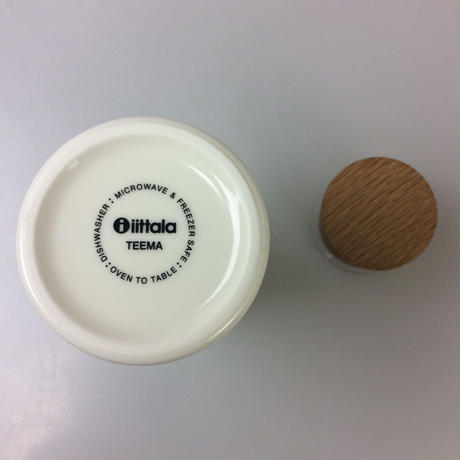 DISHWASHER : MICROWAVE & FREEZER SAFE : OVEN TO TABLE :
iittala
TEEMA